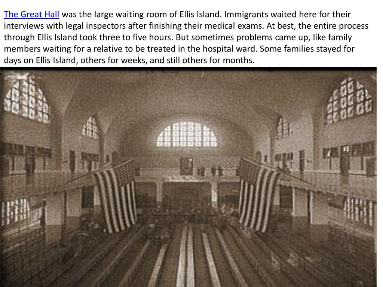 The Great Hall was the large waiting room of Ellis Island. Immigrants waited here for their
interviews with legal inspectors after finishing their medical exams. At best, the entire process
through Ellis Island took three to five hours. But sometimes problems came up, like family
members waiting for a relative to be treated in the hospital ward. Some families stayed for
days on Ellis Island, others for weeks, and still others for months.